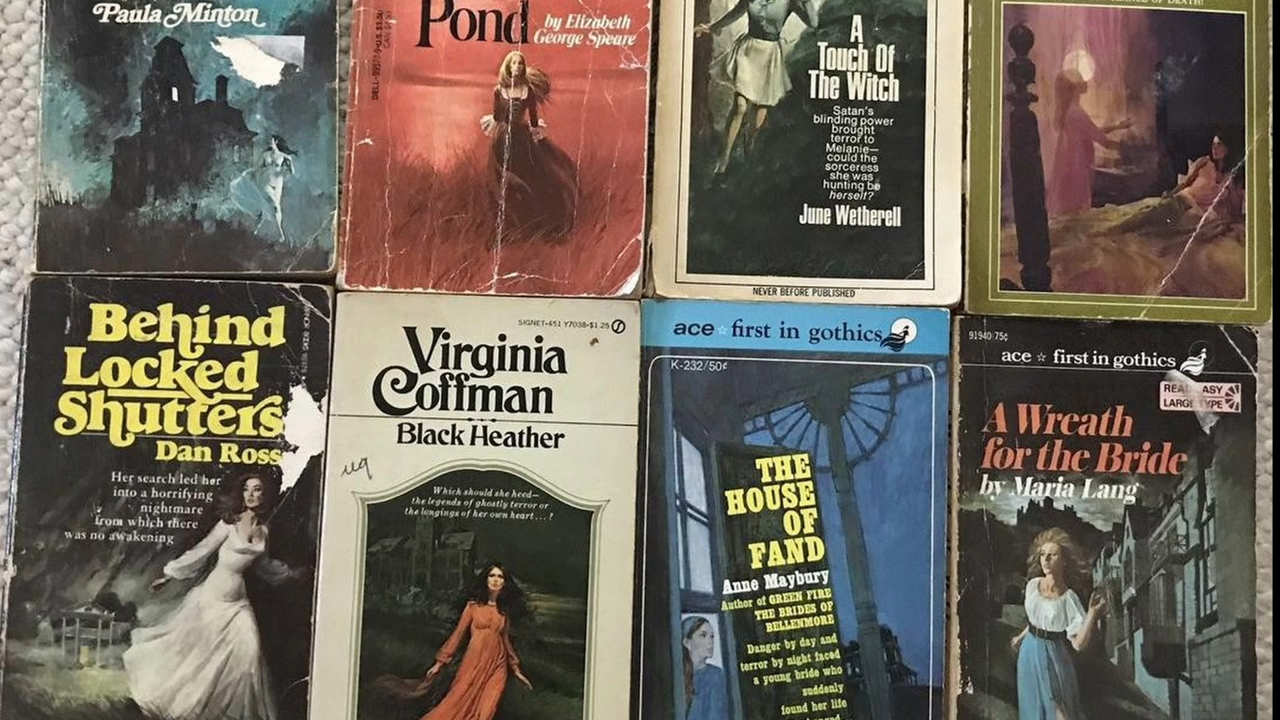 Paula Minton
Pond
by Elizabeth
George Speare
A
Touch Of
The Witch
Satan's
blinding power
brought
terror to
Melanie—
could the
sorceress
she was
hunting be
herself?
June Wetherell
NEVER BEFORE PUBLISHED
OF DEATH!
Behind
Locked
Shutters
Dan Ross
Her search led her
into a horrifying
nightmare
from which there
was no awakening
SIGNET•451-Y7038•$1.25
Virginia
Coffman
Black Heather
Which should she heed—
the legends of ghostly terror or
the longings of her own heart...?
ace ☆ first in gothics
K-232/50¢
THE
HOUSE
OF
FAND
Anne Maybury
Author of GREEN FIRE
THE BRIDES OF
BELLENMORE
Danger by day and
terror by night faced
a young bride who
suddenly
found her life
91940-75¢
ace ☆ first in gothics
EASY
LARGE TYPE
A Wreath
for the Bride
by Maria Lang